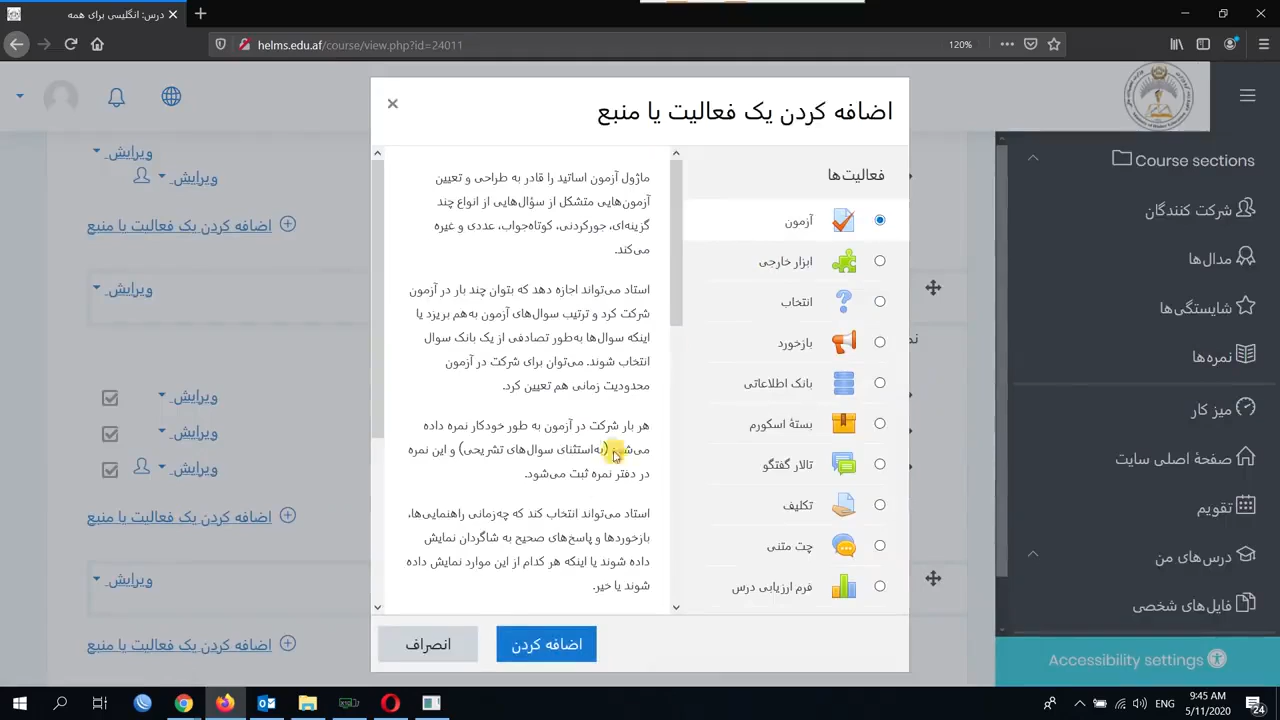 درس: انگلیسی برای همه
helms.edu.af/course/view.php?id=24011
120%
اضافه کردن یک فعالیت یا منبع
فعالیت‌ها
آزمون
ابزار خارجی
انتخاب
بازخورد
بانک اطلاعاتی
بستهٔ اسکورم
تالار گفتگو
تکلیف
چت متنی
فرم ارزیابی درس
ماژول آزمون اساتید را قادر به طراحی و تعیین
آزمون‌هایی متشکل از سؤال‌هایی از انواع چند
گزینه‌ای، جورکردنی، کوتاه‌جواب، عددی و غیره
می‌کند.
استاد می‌تواند اجازه دهد که بتوان چند بار در آزمون
شرکت کرد و ترتیب سوال‌های آزمون به‌هم بریزد یا
اینکه سوال‌ها به‌طور تصادفی از یک بانک سوال
انتخاب شوند. می‌توان برای شرکت در آزمون
محدودیت زمانی هم تعیین کرد.
هر بار شرکت در آزمون به طور خودکار نمره داده
می‌شود (به‌استثنای سوال‌های تشریحی) و این نمره
در دفتر نمره ثبت می‌شود.
استاد می‌تواند انتخاب کند که چه‌زمانی راهنمایی‌ها،
بازخوردها و پاسخ‌های صحیح به شاگردان نمایش
داده شوند یا اینکه هر کدام از این موارد نمایش داده
شوند یا خیر.
اضافه کردن
انصراف
Course sections
شرکت کنندگان
مدال‌ها
شایستگی‌ها
نمره‌ها
میز کار
صفحهٔ اصلی سایت
تقویم
درس‌های من
فایل‌های شخصی
Accessibility settings
ویرایش
ویرایش
اضافه کردن یک فعالیت یا منبع
ویرایش
ویرایش
ویرایش
ویرایش
اضافه کردن یک فعالیت یا منبع
ویرایش
اضافه کردن یک فعالیت یا منبع
ENG
9:45 AM
5/11/2020
24